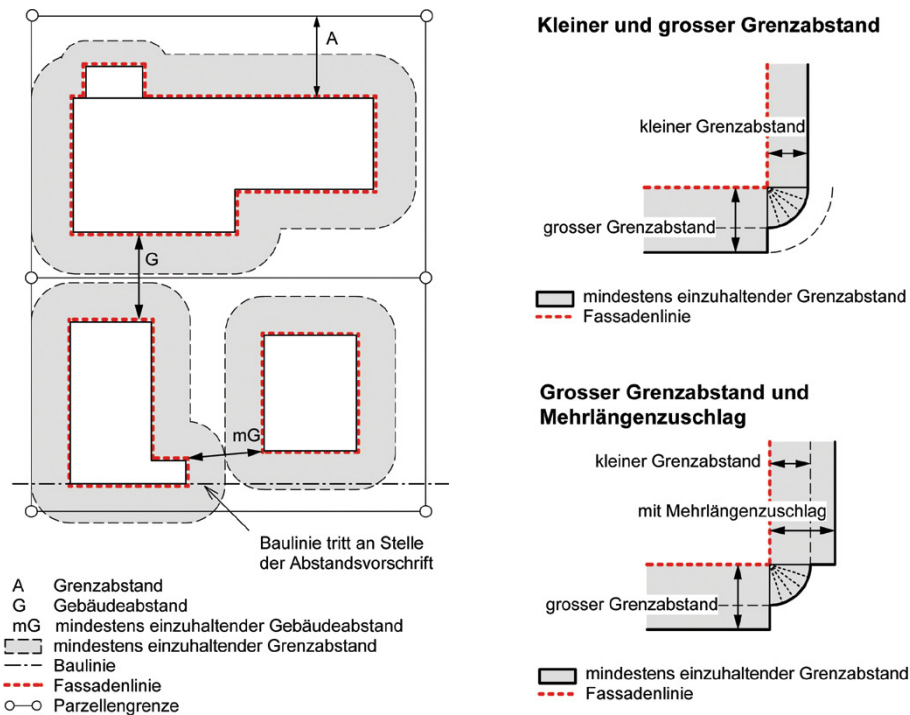 A
G
mG
Baulinie tritt an Stelle
der Abstandsvorschrift
A Grenzabstand
G Gebäudeabstand
mG mindestens einzuhaltender Gebäudeabstand
mindestens einzuhaltender Grenzabstand
Baulinie
Fassadenlinie
Parzellengrenze
Kleiner und grosser Grenzabstand
kleiner Grenzabstand
grosser Grenzabstand
mindestens einzuhaltender Grenzabstand
Fassadenlinie
Grosser Grenzabstand und
Mehrlängenzuschlag
kleiner Grenzabstand
mit Mehrlängenzuschlag
grosser Grenzabstand
mindestens einzuhaltender Grenzabstand
Fassadenlinie